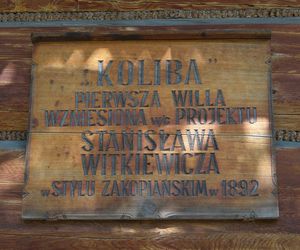 "KOLIBA"
PIERWSZA WILLA
WZNIESIONA wg PROJEKTU
STANISŁAWA
WITKIEWICZA
w STYLU ZAKOPIAŃSKIM w 1892